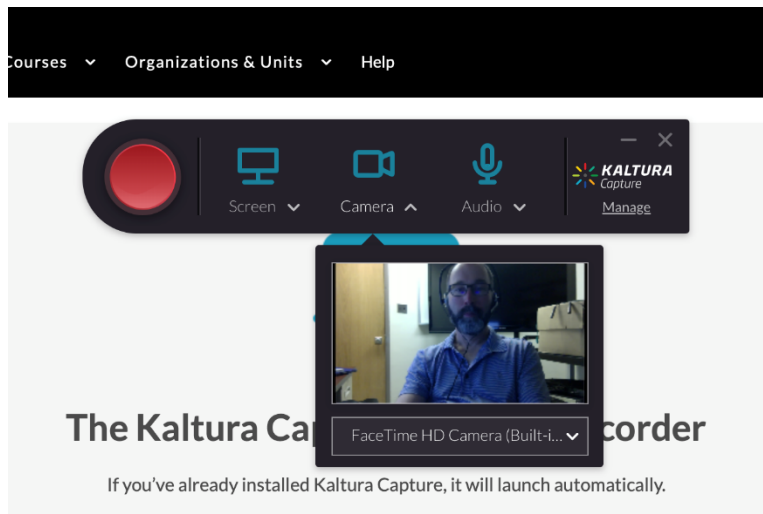 Courses Organizations & Units Help
KALTURA
Capture
Screen Camera Audio Manage
FaceTime HD Camera (Built-i...
The Kaltura Ca corder
If you've already installed Kaltura Capture, it will launch automatically.